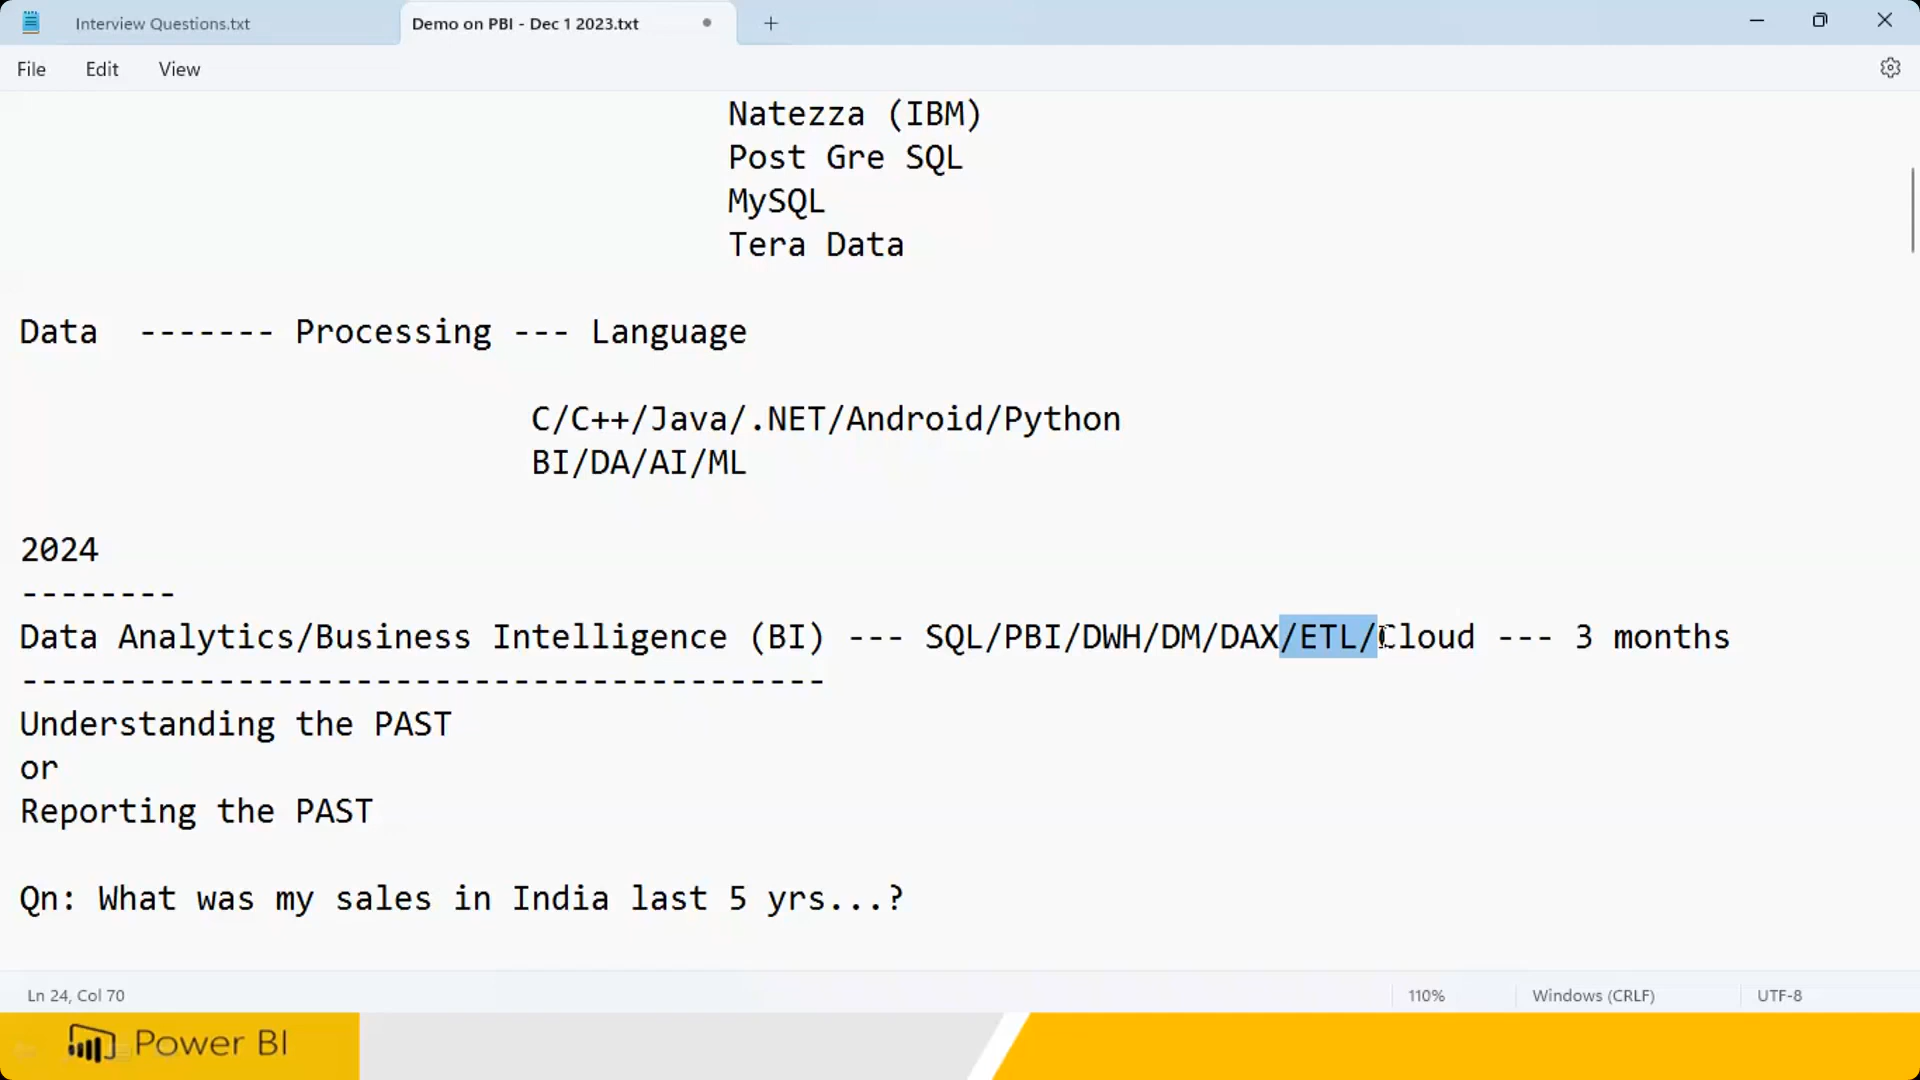 Interview Questions.txt
Demo on PBI - Dec 1 2023.txt
File Edit View
Natezza (IBM)
Post Gre SQL
MySQL
Tera Data
Data ------- Processing --- Language
C/C++/Java/.NET/Android/Python
BI/DA/AI/ML
2024
--------
Data Analytics/Business Intelligence (BI) --- SQL/PBI/DWH/DM/DAX/ETL/Cloud --- 3 months
-----------------------------------------
Understanding the PAST
or
Reporting the PAST
Qn: What was my sales in India last 5 yrs...?
Ln 24, Col 70 110% Windows (CRLF) UTF-8
Power BI